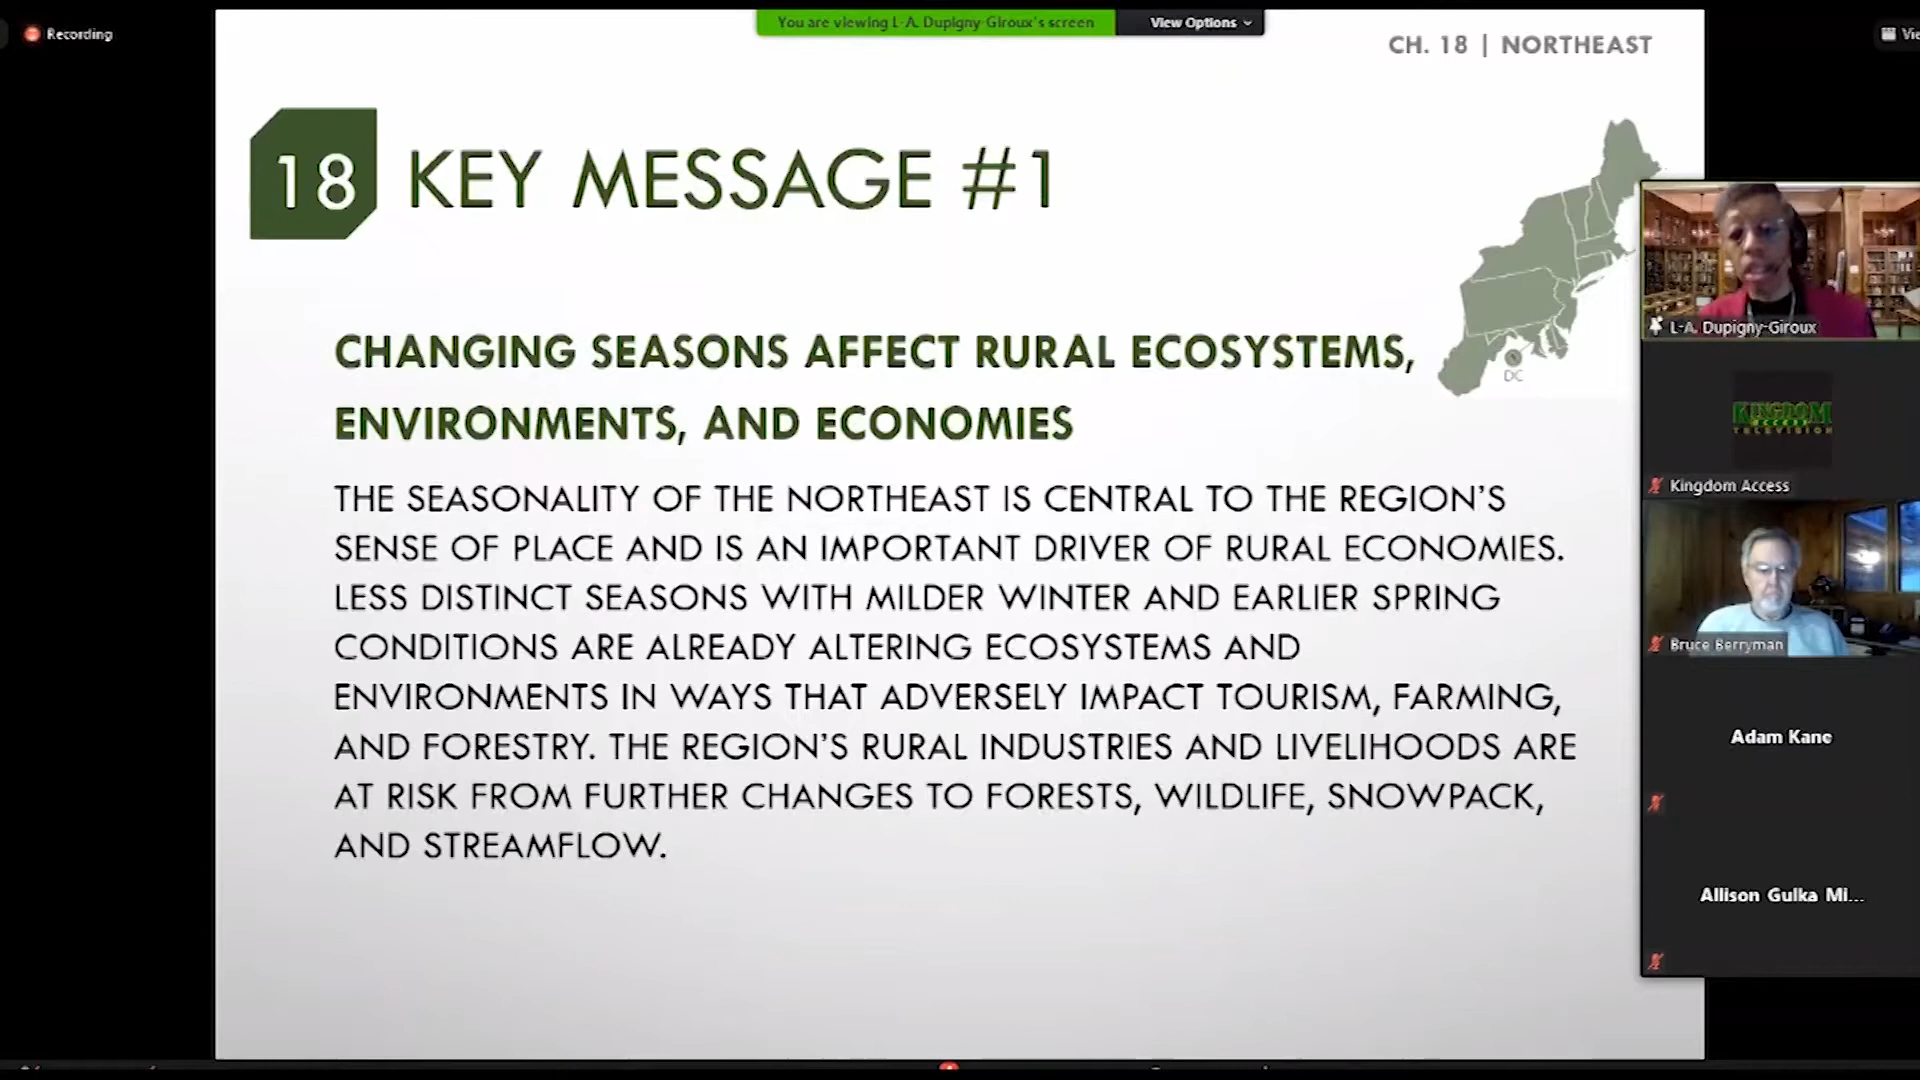 Recording
You are viewing L-A. Dupigny-Giroux's screen
View Options
Vie
CH. 18 | NORTHEAST
18
KEY MESSAGE #1
DC
CHANGING SEASONS AFFECT RURAL ECOSYSTEMS,
ENVIRONMENTS, AND ECONOMIES
THE SEASONALITY OF THE NORTHEAST IS CENTRAL TO THE REGION'S
SENSE OF PLACE AND IS AN IMPORTANT DRIVER OF RURAL ECONOMIES.
LESS DISTINCT SEASONS WITH MILDER WINTER AND EARLIER SPRING
CONDITIONS ARE ALREADY ALTERING ECOSYSTEMS AND
ENVIRONMENTS IN WAYS THAT ADVERSELY IMPACT TOURISM, FARMING,
AND FORESTRY. THE REGION'S RURAL INDUSTRIES AND LIVELIHOODS ARE
AT RISK FROM FURTHER CHANGES TO FORESTS, WILDLIFE, SNOWPACK,
AND STREAMFLOW.
L-A. Dupigny-Giroux
KINGDOM
ACCESS
TELEVISION
Kingdom Access
Bruce Berryman
Adam Kane
Allison Gulka Mi...